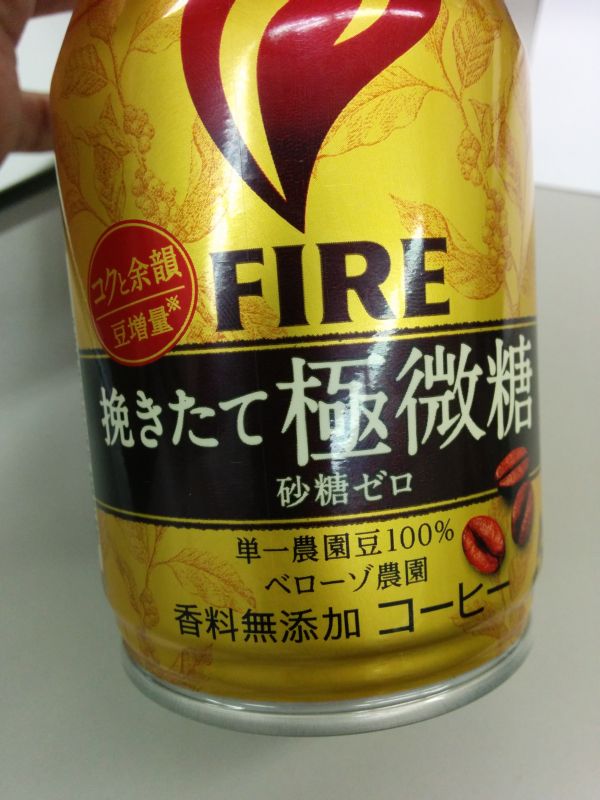 コクと余韻
豆増量※
FIRE
挽きたて極微糖
砂糖ゼロ
単一農園豆100%
ベローゾ農園
香料無添加 コーヒー